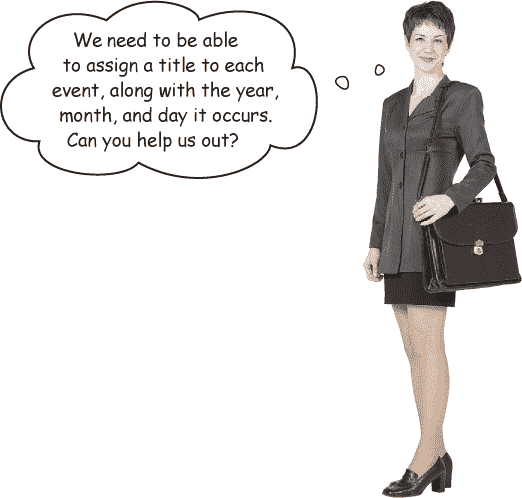 We need to be able
to assign a title to each
event, along with the year,
month, and day it occurs.
Can you help us out?